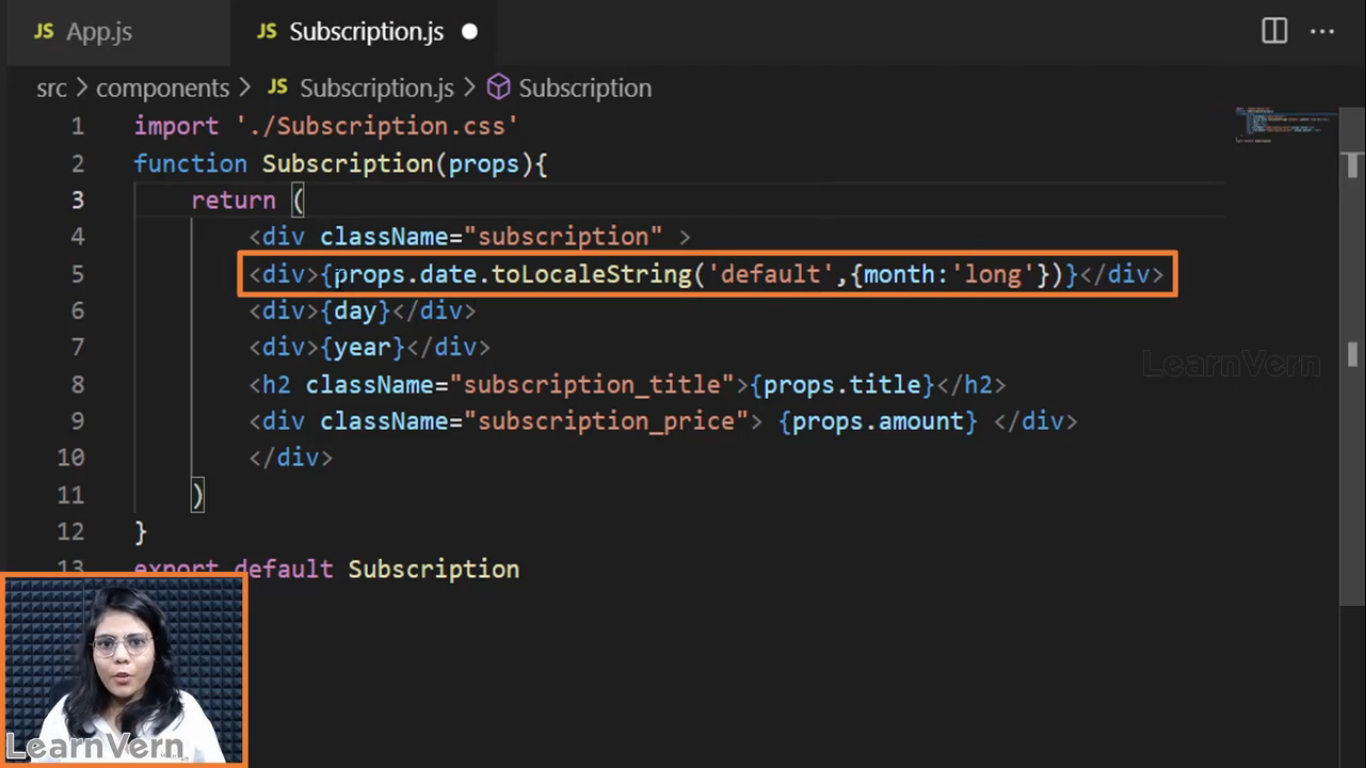 JS App.js JS Subscription.js
src > components > JS Subscription.js > Subscription
1 import './Subscription.css'
2 function Subscription(props){
3 return (
4 <div className="subscription" >
5 <div>{props.date.toLocaleString('default',{month:'long'})}</div>
6 <div>{day}</div>
7 <div>{year}</div>
LearnVern
8 <h2 className="subscription_title">{props.title}</h2>
9 <div className="subscription_price"> {props.amount} </div>
10 </div>
11 )
12 }
13 export default Subscription
LearnVern